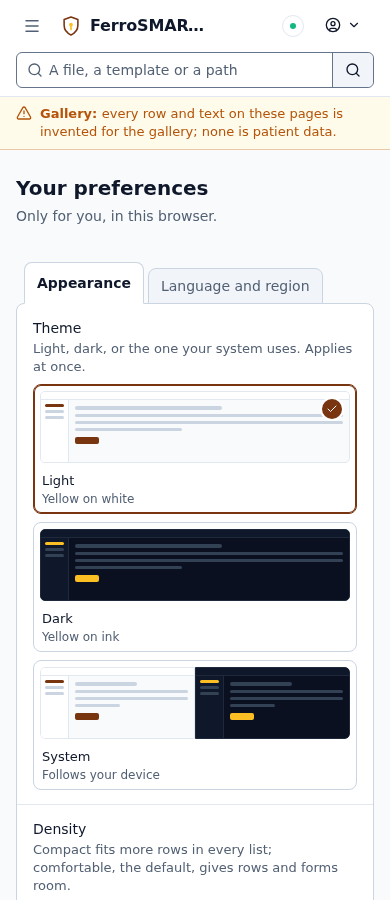 FerroSMAR...
A file, a template or a path
Gallery: every row and text on these pages is
invented for the gallery; none is patient data.
Your preferences
Only for you, in this browser.
Appearance
Language and region
Theme
Light, dark, or the one your system uses. Applies
at once.
Light
Yellow on white
Dark
Yellow on ink
System
Follows your device
Density
Compact fits more rows in every list;
comfortable, the default, gives rows and forms
room.